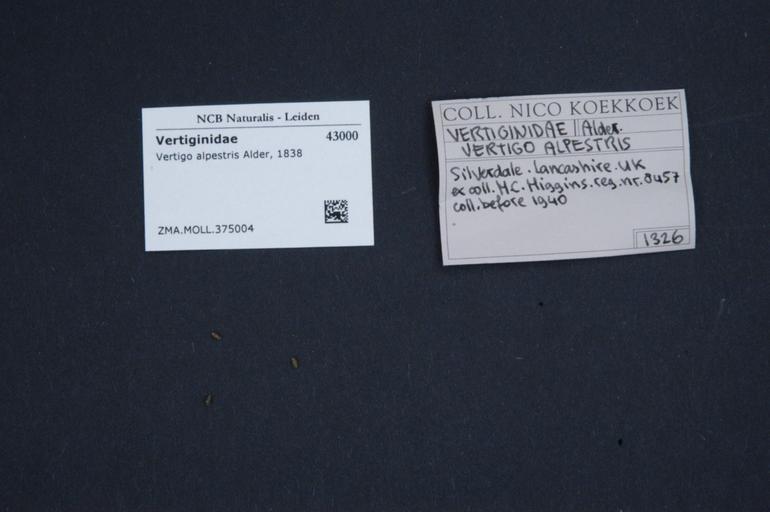 NCB Naturalis - Leiden
Vertiginidae 43000
Vertigo alpestris Alder, 1838
ZMA.MOLL.375004
COLL. NICO KOEKKOEK
VERTIGINIDAE Alder.
VERTIGO ALPESTRIS
Silverdale. Lancashire. UK
ex coll. H.C. Higgins. reg. nr. 8457
coll. before 1940
1326